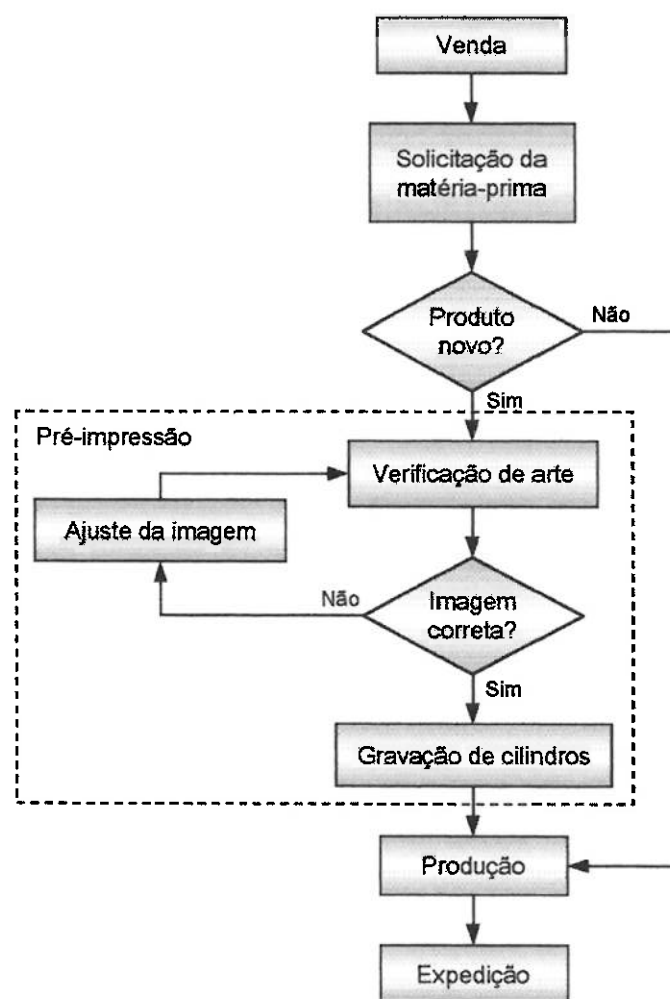 Venda
Solicitação da
matéria-prima
Produto
novo?
Não
Sim
Pré-impressão
Verificação de arte
Ajuste da imagem
Não
Imagem
correta?
Sim
Gravação de cilindros
Produção
Expedição